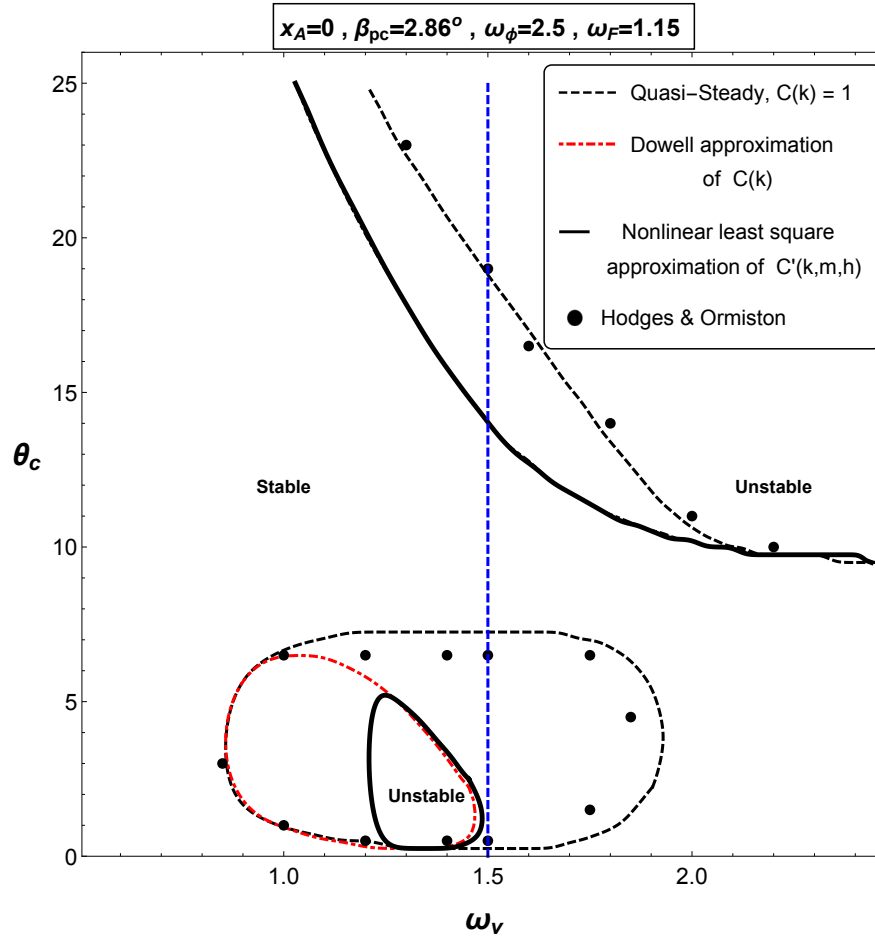 x_A=0 , β_pc=2.86^o , ω_ϕ=2.5 , ω_F=1.15
25
20
15
10
5
0
θ_c
Quasi−Steady, C(k) = 1
Dowell approximation
of C(k)
Nonlinear least square
approximation of C'(k,m,h)
Hodges & Ormiston
Stable
Unstable
Unstable
1.0
1.5
2.0
ω_v